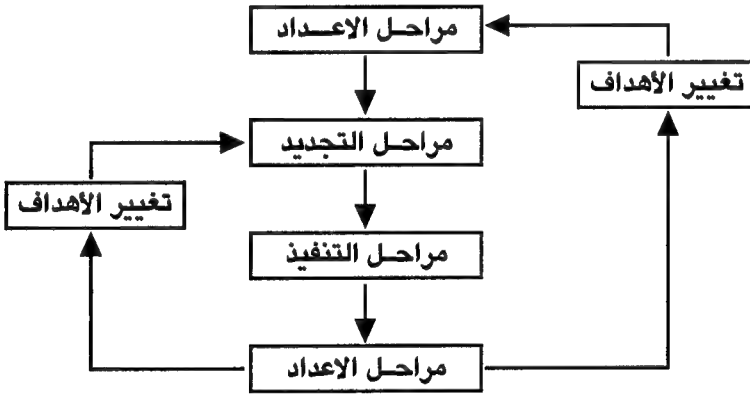 مراحل الاعداد
تغيير الأهداف
مراحل التجديد
تغيير الأهداف
مراحل التنفيذ
مراحل الاعداد